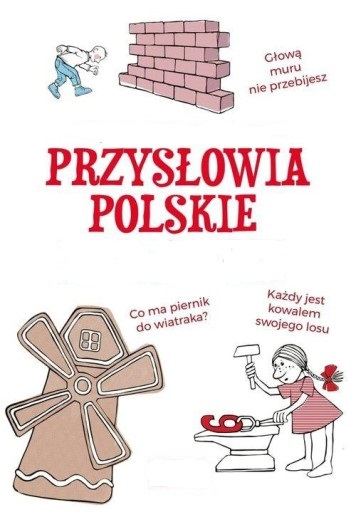 Głową
muru
nie przebijesz
PRZYSŁOWIA
POLSKIE
Co ma piernik
do wiatraka?
Każdy jest
kowalem
swojego losu